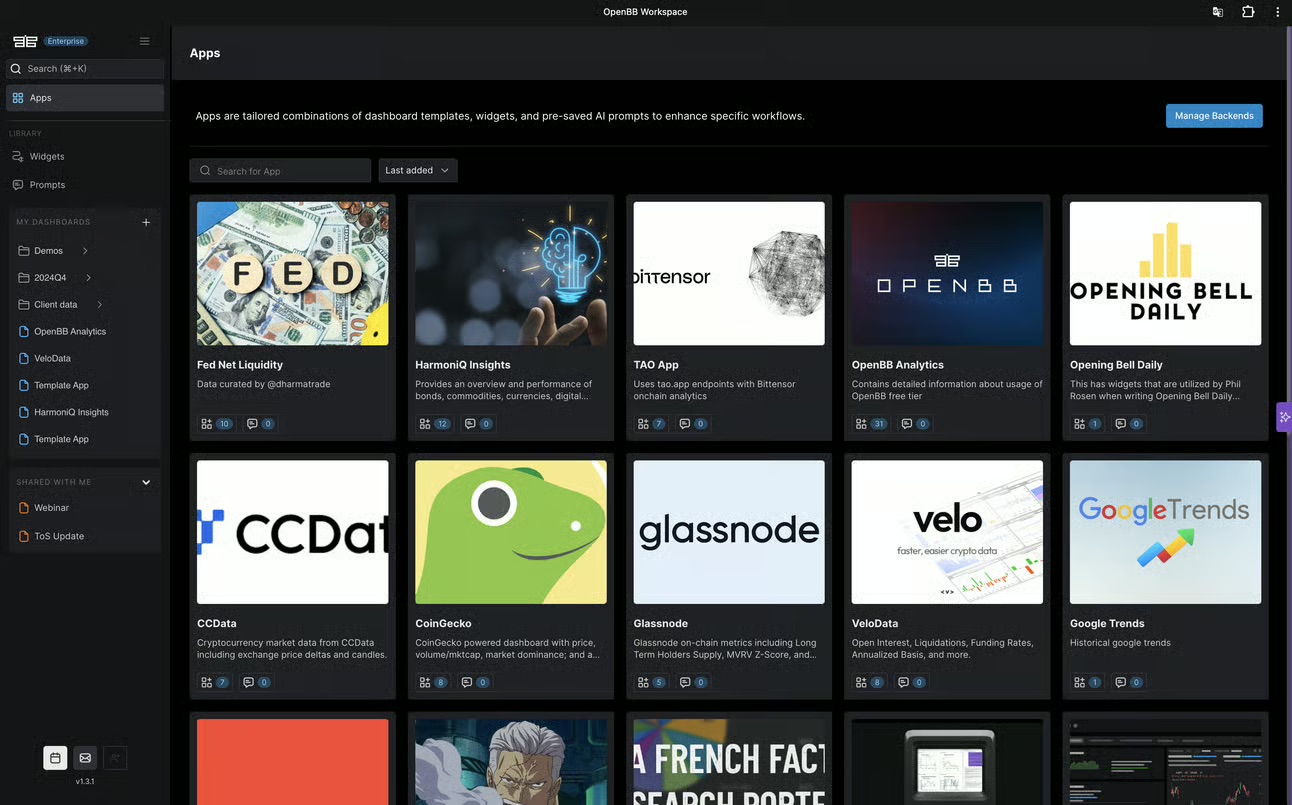 OpenBB Workspace
Enterprise
Search (⌘+K)
Apps
LIBRARY
Widgets
Prompts
MY DASHBOARDS
Demos
2024Q4
Client data
OpenBB Analytics
VeloData
Template App
HarmoniQ Insights
Template App
SHARED WITH ME
Webinar
ToS Update
v1.3.1
Apps
Apps are tailored combinations of dashboard templates, widgets, and pre-saved AI prompts to enhance specific workflows.
Manage Backends
Search for App
Last added
FED
Fed Net Liquidity
Data curated by @dharmatrade
10 0
HarmoniQ Insights
Provides an overview and performance of
bonds, commodities, currencies, digital...
12 0
bittensor
TAO App
Uses tao.app endpoints with Bittensor
onchain analytics
7 0
OPENBB
OpenBB Analytics
Contains detailed information about usage of
OpenBB free tier
31 0
OPENING BELL
DAILY
Opening Bell Daily
This has widgets that are utilized by Phil
Rosen when writing Opening Bell Daily...
1 0
CCDat
CCData
Cryptocurrency market data from CCData
including exchange price deltas and candles.
7 0
CoinGecko
CoinGecko powered dashboard with price,
volume/mktcap, market dominance; and a...
8 0
glassnode
Glassnode
Glassnode on-chain metrics including Long
Term Holders Supply, MVRV Z-Score, and...
5 0
velo
faster, easier crypto data
<v>
VeloData
Open Interest, Liquidations, Funding Rates,
Annualized Basis, and more.
8 0
GoogleTrends
Google Trends
Historical google trends
1 0
A FRENCH FACT
SEARCH PORTE